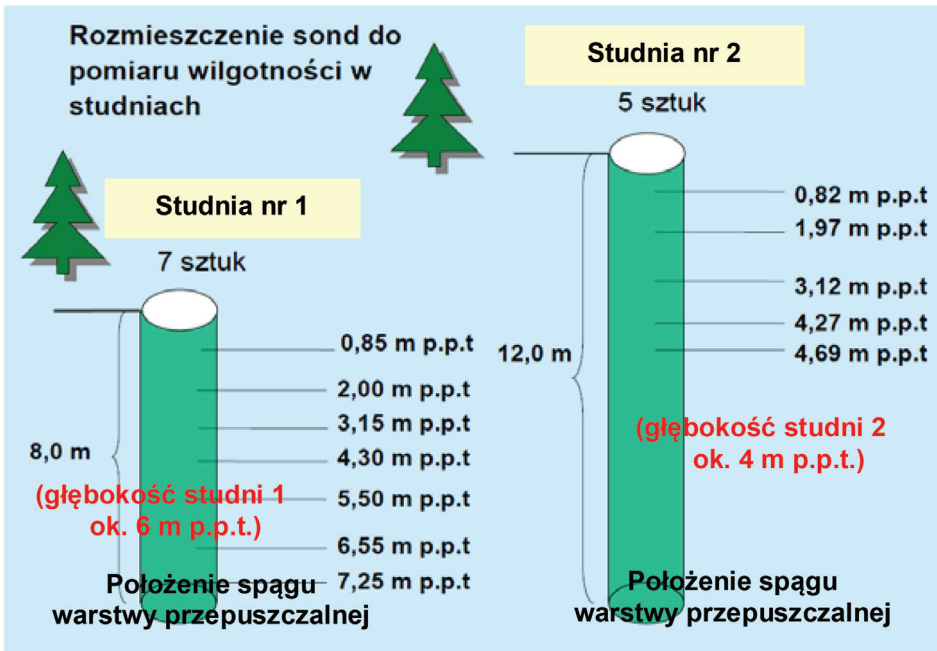 Rozmieszczenie sond do
pomiaru wilgotności w
studniach
Studnia nr 1
7 sztuk
0,85 m p.p.t
2,00 m p.p.t
3,15 m p.p.t
4,30 m p.p.t
5,50 m p.p.t
6,55 m p.p.t
7,25 m p.p.t
8,0 m
(głębokość studni 1
ok. 6 m p.p.t.)
Położenie spągu
warstwy przepuszczalnej
Studnia nr 2
5 sztuk
0,82 m p.p.t
1,97 m p.p.t
3,12 m p.p.t
4,27 m p.p.t
4,69 m p.p.t
12,0 m
(głębokość studni 2
ok. 4 m p.p.t.)
Położenie spągu
warstwy przepuszczalnej